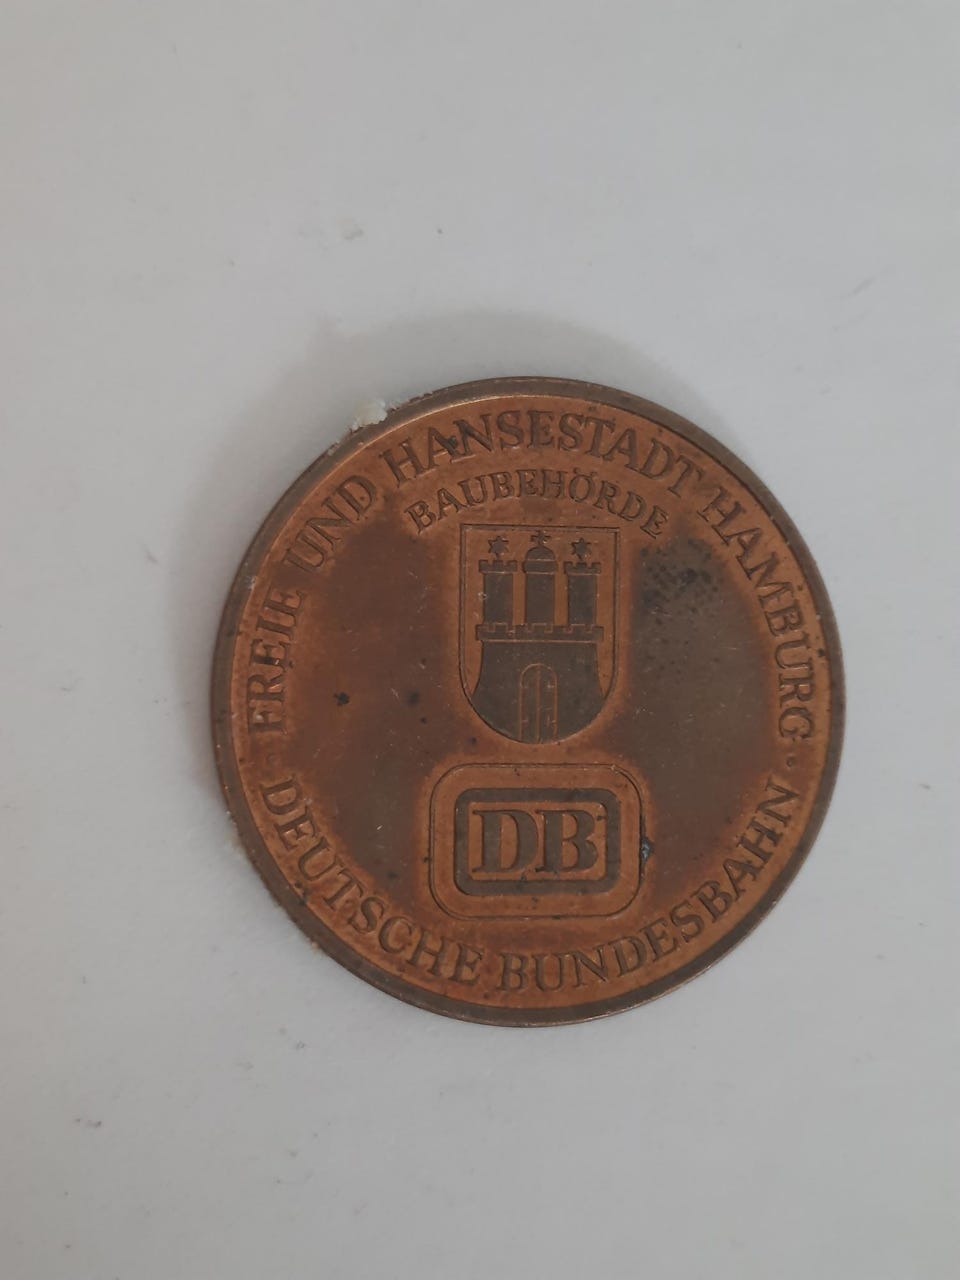 FREIE UND HANSESTADT HAMBURG
BAUBEHÖRDE
DB
· DEUTSCHE BUNDESBAHN ·